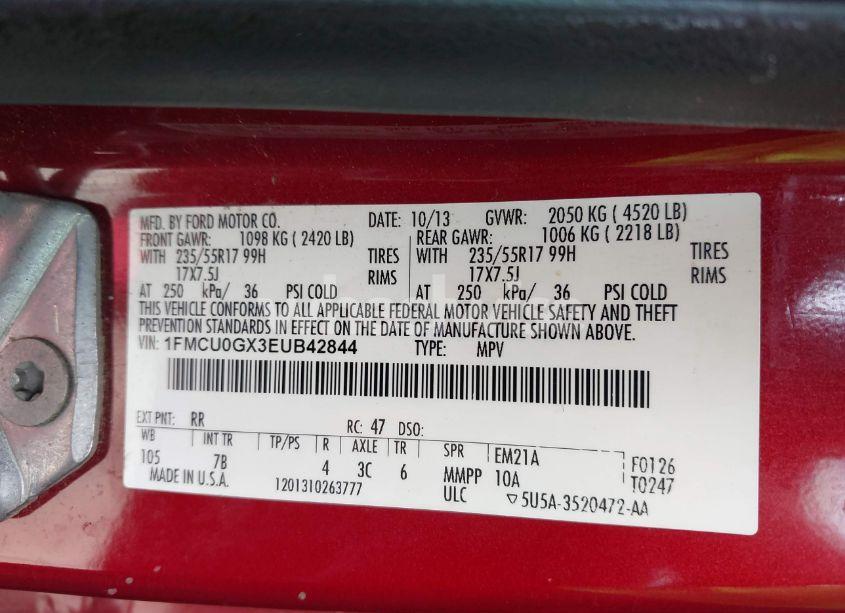 MFD. BY FORD MOTOR CO. DATE: 10/13 GVWR: 2050 KG ( 4520 LB)
FRONT GAWR: 1098 KG ( 2420 LB) REAR GAWR: 1006 KG ( 2218 LB)
WITH 235/55R17 99H TIRES WITH 235/55R17 99H TIRES
17X7.5J RIMS 17X7.5J RIMS
AT 250 kPa/ 36 PSI COLD AT 250 kPa/ 36 PSI COLD
THIS VEHICLE CONFORMS TO ALL APPLICABLE FEDERAL MOTOR VEHICLE SAFETY AND THEFT
PREVENTION STANDARDS IN EFFECT ON THE DATE OF MANUFACTURE SHOWN ABOVE.
VIN: 1FMCU0GX3EUB42844 TYPE: MPV
EXT PNT: RR RC: 47 DSO:
WB INT TR TP/PS R AXLE TR SPR EM21A F0126
105 7B 4 3C 6 MMPP 10A T0247
MADE IN U.S.A. 1201310263777 ULC ▽5U5A-3520472-AA